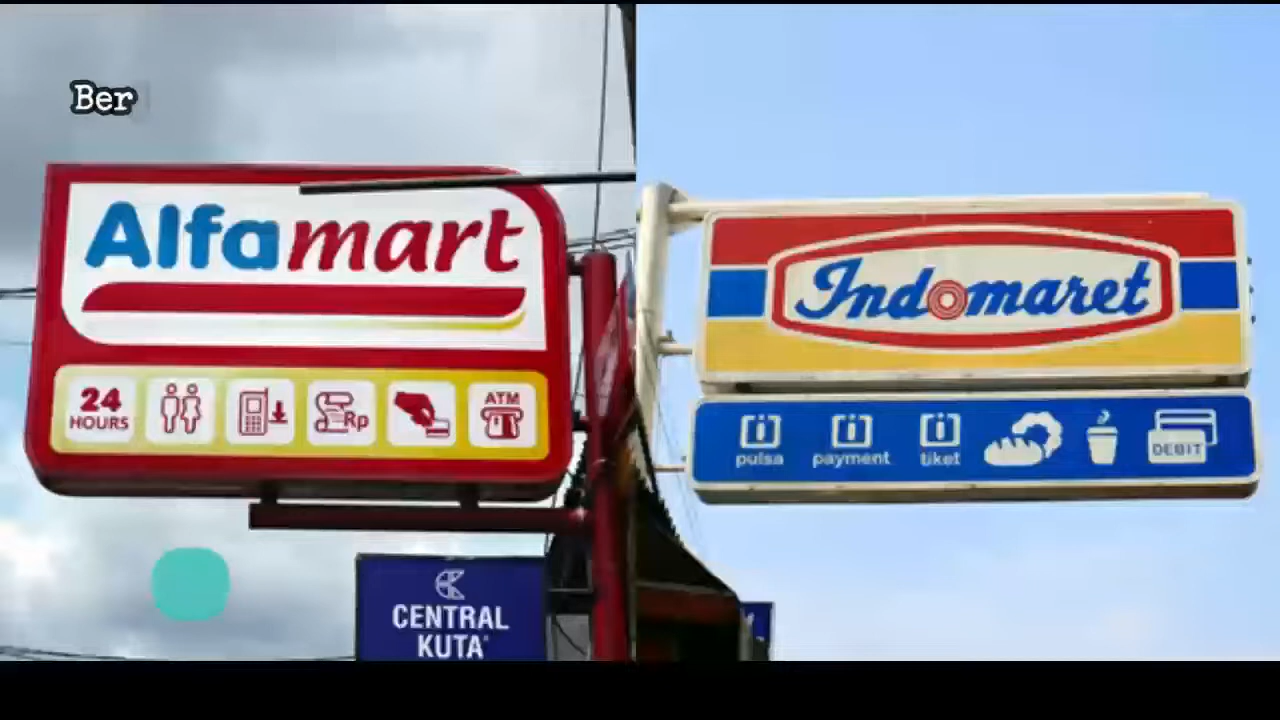 Ber
Alfamart
24
HOURS
Rp
ATM
CENTRAL
KUTA
Indomaret
pulsa
payment
tiket
DEBIT